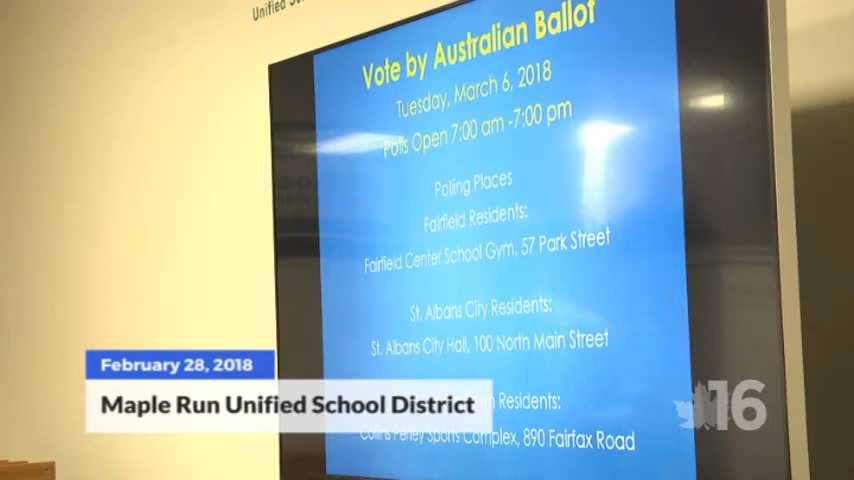 Unified
Vote by Australian Ballot
Tuesday, March 6, 2018
Polls Open 7:00 am -7:00 pm
Polling Places
Fairfield Residents:
Fairfield Center School Gym, 57 Park Street
St. Albans City Residents:
St. Albans City Hall, 100 North Main Street
Residents:
Collins Perley Sports Complex, 890 Fairfax Road
February 28, 2018
Maple Run Unified School District
16